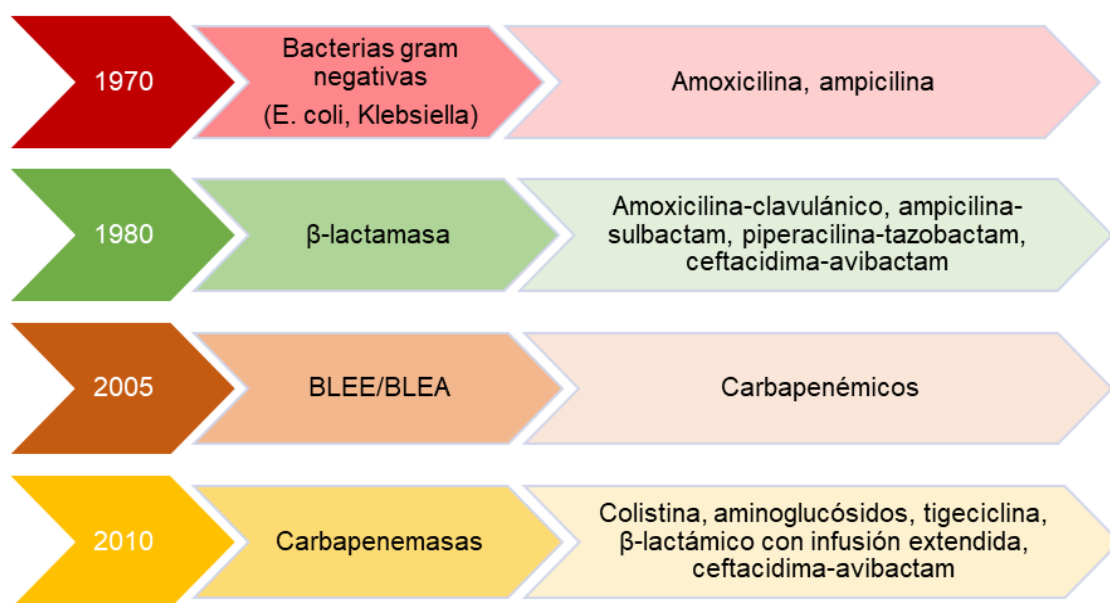 1970
Bacterias gram
negativas
(E. coli, Klebsiella)
Amoxicilina, ampicilina
1980
β-lactamasa
Amoxicilina-clavulánico, ampicilina-
sulbactam, piperacilina-tazobactam,
ceftacidima-avibactam
2005
BLEE/BLEA
Carbapenémicos
2010
Carbapenemasas
Colistina, aminoglucósidos, tigeciclina,
β-lactámico con infusión extendida,
ceftacidima-avibactam